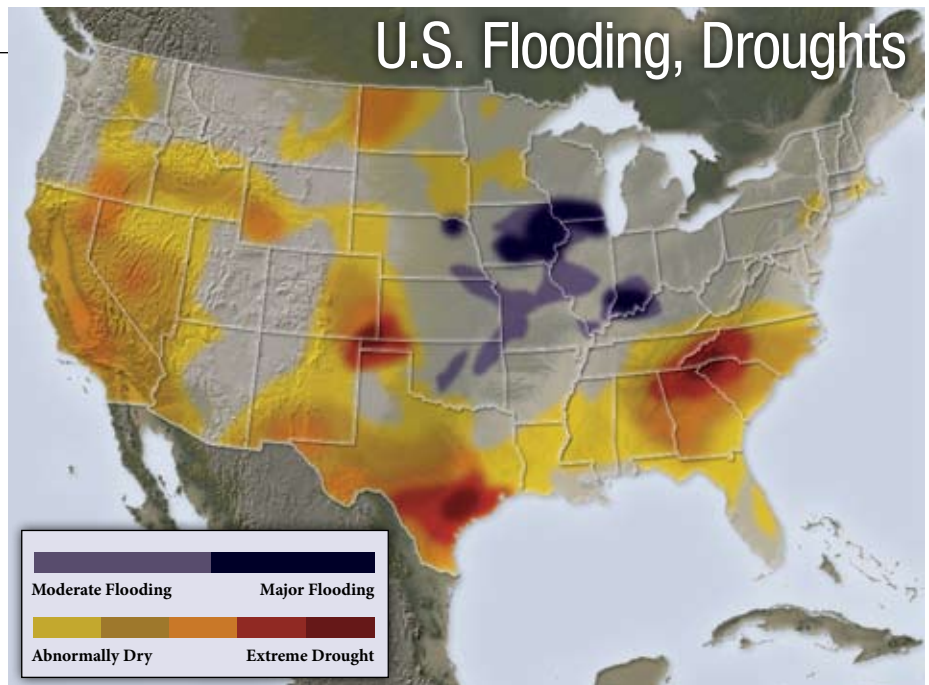 U.S. Flooding, Droughts
Moderate Flooding Major Flooding
Abnormally Dry Extreme Drought